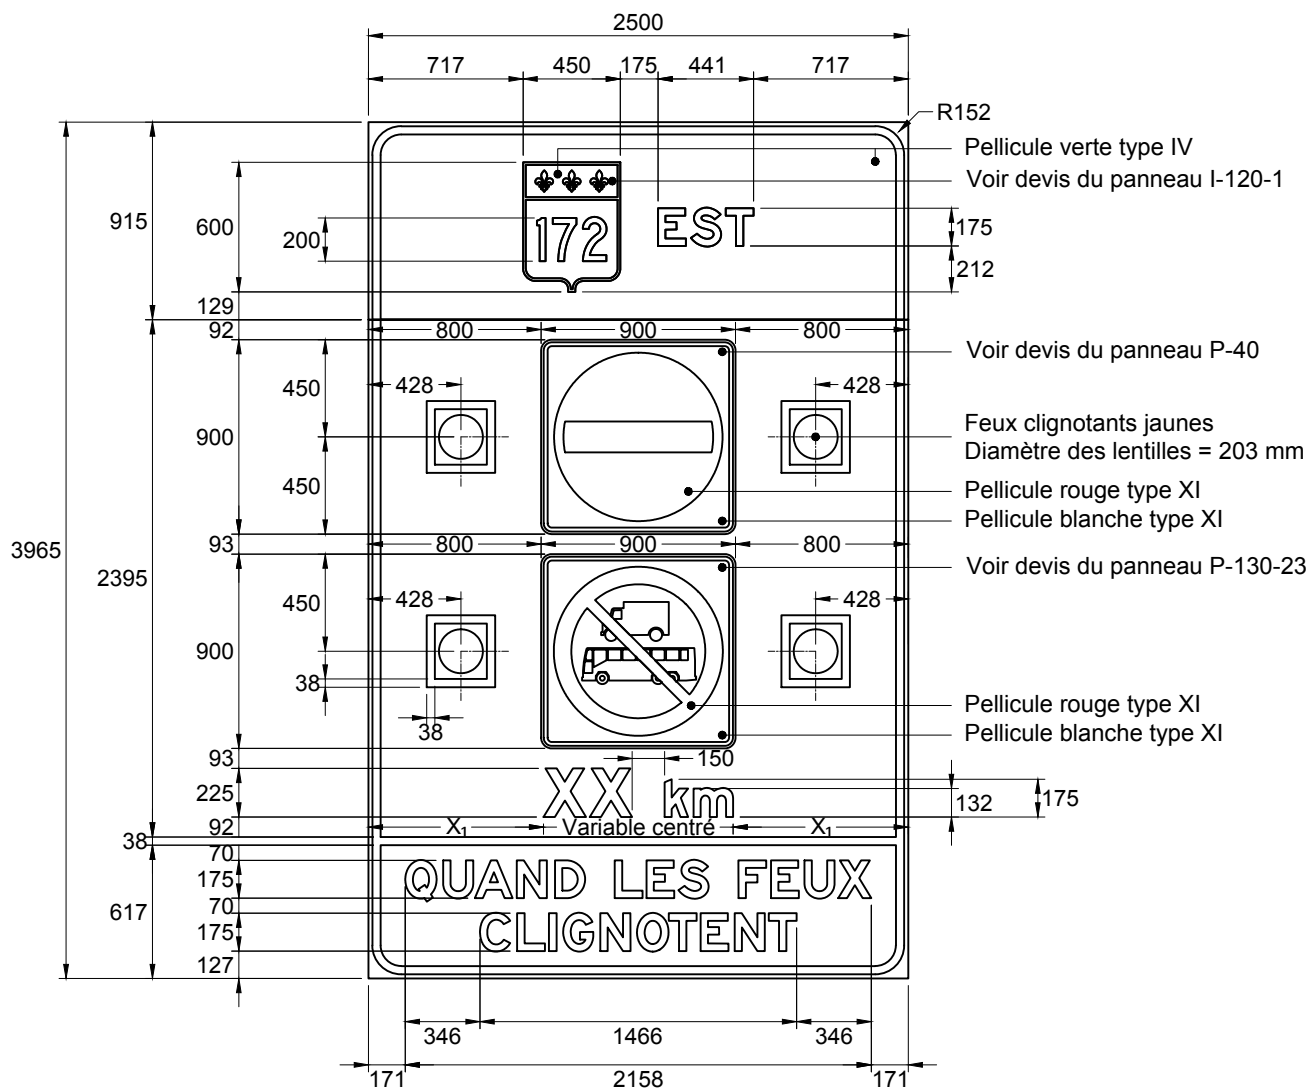 2500
717 450 175 441 717
R152
Pellicule verte type IV
Voir devis du panneau I-120-1
915
600
200
172
EST
175
212
129
92
800 900 800
Voir devis du panneau P-40
450
428
428
900
Feux clignotants jaunes
Diamètre des lentilles = 203 mm
450
Pellicule rouge type XI
Pellicule blanche type XI
3965
93
800 900 800
Voir devis du panneau P-130-23
2395
450
428
428
900
38
38
Pellicule rouge type XI
Pellicule blanche type XI
93
150
225
XX km
132
175
92
X₁ Variable centré X₁
38
70
175
QUAND LES FEUX
617
70
175
CLIGNOTENT
127
346 1466 346
171 2158 171